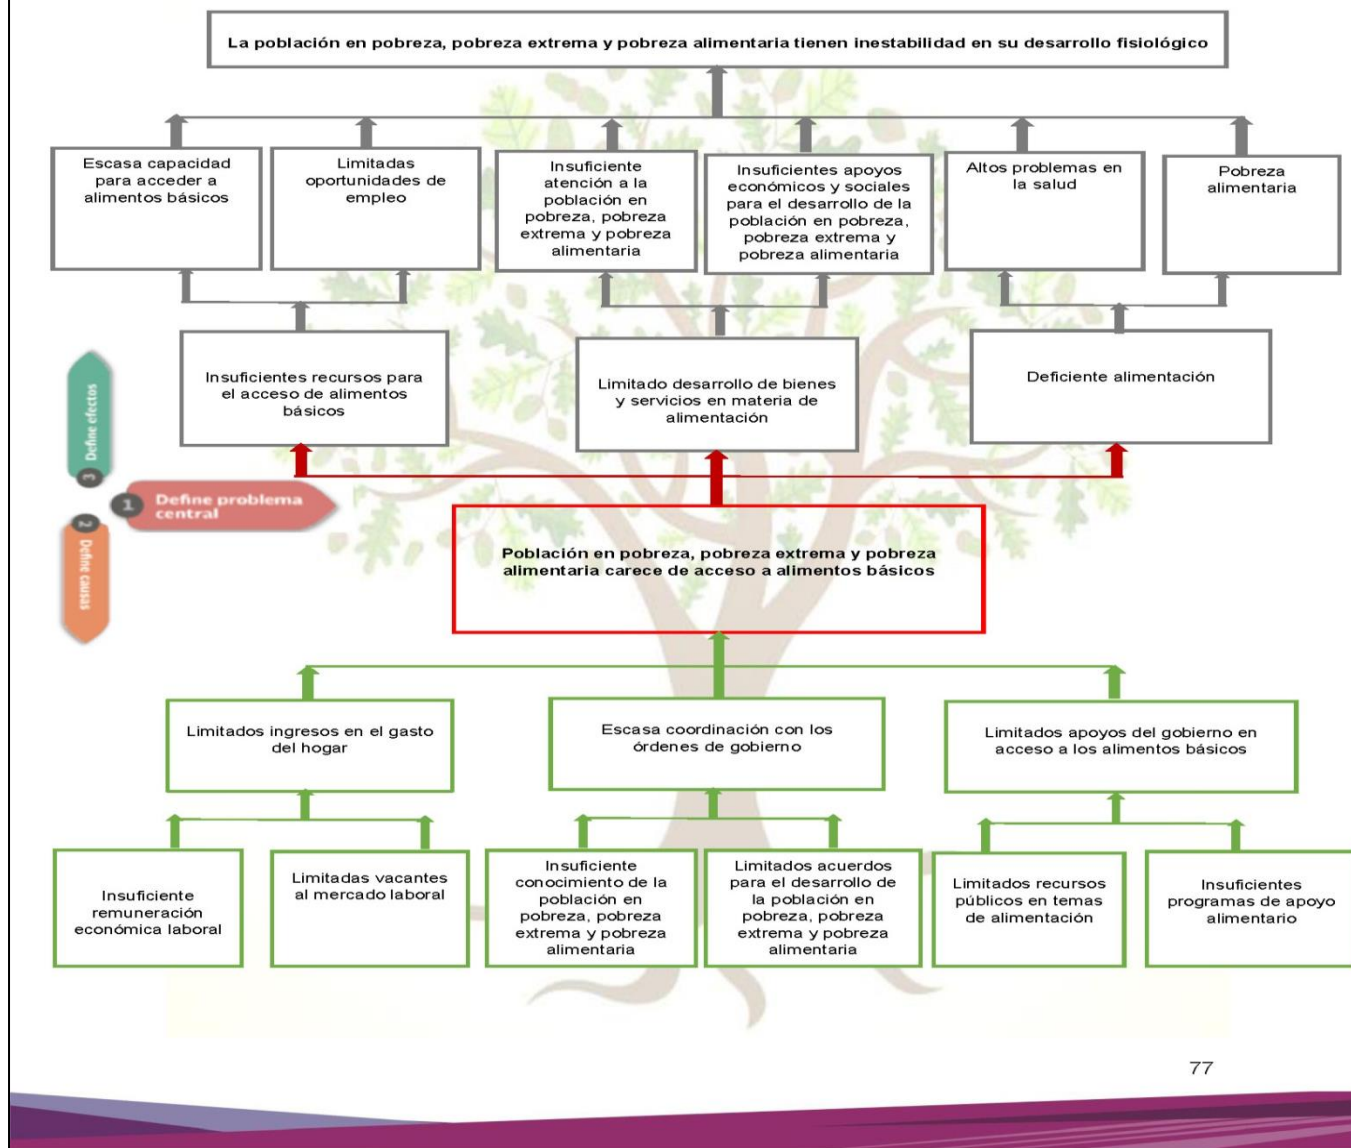 La población en pobreza, pobreza extrema y pobreza alimentaria tienen inestabilidad en su desarrollo fisiológico
Escasa capacidad
para acceder a
alimentos básicos
Limitadas
oportunidades de
empleo
Insuficiente
atención a la
población en
pobreza, pobreza
extrema y pobreza
alimentaria
Insuficientes apoyos
económicos y sociales
para el desarrollo de la
población en pobreza,
pobreza extrema y
pobreza alimentaria
Altos problemas en
la salud
Pobreza
alimentaria
Insuficientes recursos para
el acceso de alimentos
básicos
Limitado desarrollo de bienes
y servicios en materia de
alimentación
Deficiente alimentación
3 Define efectos
1 Define problema
central
2 Define causas
Población en pobreza, pobreza extrema y pobreza
alimentaria carece de acceso a alimentos básicos
Limitados ingresos en el gasto
del hogar
Escasa coordinación con los
órdenes de gobierno
Limitados apoyos del gobierno en
acceso a los alimentos básicos
Insuficiente
remuneración
económica laboral
Limitadas vacantes
al mercado laboral
Insuficiente
conocimiento de la
población en
pobreza, pobreza
extrema y pobreza
alimentaria
Limitados acuerdos
para el desarrollo de
la población en
pobreza, pobreza
extrema y pobreza
alimentaria
Limitados recursos
públicos en temas
de alimentación
Insuficientes
programas de apoyo
alimentario
77